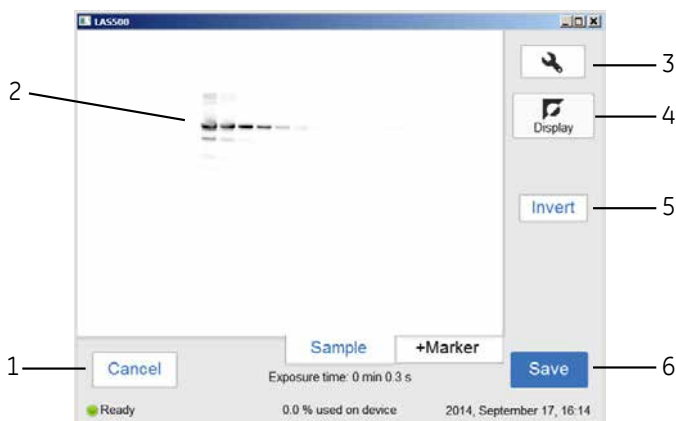 LAS500
2
3
4
Display
Invert
5
Sample
+Marker
1
Cancel
Exposure time: 0 min 0.3 s
Save
6
Ready
0.0 % used on device
2014, September 17, 16:14